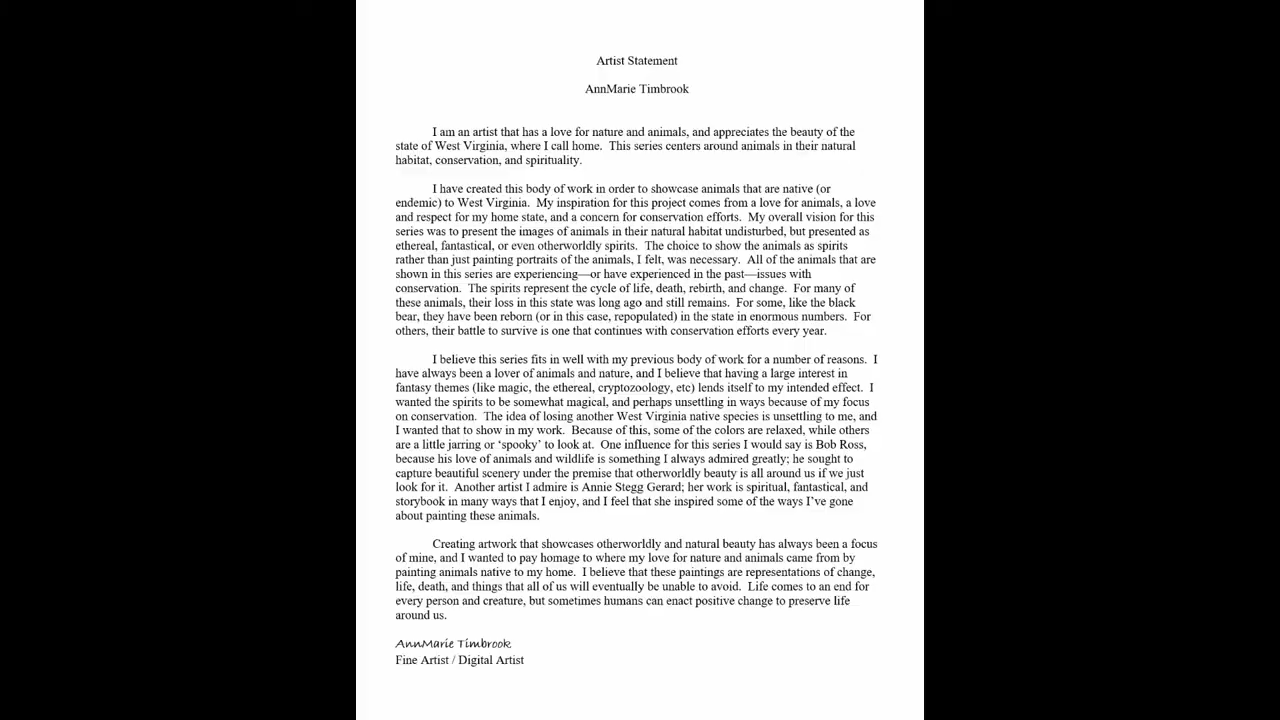 Artist Statement
AnnMarie Timbrook
I am an artist that has a love for nature and animals, and appreciates the beauty of the
state of West Virginia, where I call home.  This series centers around animals in their natural
habitat, conservation, and spirituality.
I have created this body of work in order to showcase animals that are native (or
endemic) to West Virginia.  My inspiration for this project comes from a love for animals, a love
and respect for my home state, and a concern for conservation efforts.  My overall vision for this
series was to present the images of animals in their natural habitat undisturbed, but presented as
ethereal, fantastical, or even otherworldly spirits.  The choice to show the animals as spirits
rather than just painting portraits of the animals, I felt, was necessary.  All of the animals that are
shown in this series are experiencing—or have experienced in the past—issues with
conservation.  The spirits represent the cycle of life, death, rebirth, and change.  For many of
these animals, their loss in this state was long ago and still remains.  For some, like the black
bear, they have been reborn (or in this case, repopulated) in the state in enormous numbers.  For
others, their battle to survive is one that continues with conservation efforts every year.
I believe this series fits in well with my previous body of work for a number of reasons.  I
have always been a lover of animals and nature, and I believe that having a large interest in
fantasy themes (like magic, the ethereal, cryptozoology, etc) lends itself to my intended effect.  I
wanted the spirits to be somewhat magical, and perhaps unsettling in ways because of my focus
on conservation.  The idea of losing another West Virginia native species is unsettling to me, and
I wanted that to show in my work.  Because of this, some of the colors are relaxed, while others
are a little jarring or ‘spooky’ to look at.  One influence for this series I would say is Bob Ross,
because his love of animals and wildlife is something I always admired greatly; he sought to
capture beautiful scenery under the premise that otherworldly beauty is all around us if we just
look for it.  Another artist I admire is Annie Stegg Gerard; her work is spiritual, fantastical, and
storybook in many ways that I enjoy, and I feel that she inspired some of the ways I’ve gone
about painting these animals.
Creating artwork that showcases otherworldly and natural beauty has always been a focus
of mine, and I wanted to pay homage to where my love for nature and animals came from by
painting animals native to my home.  I believe that these paintings are representations of change,
life, death, and things that all of us will eventually be unable to avoid.  Life comes to an end for
every person and creature, but sometimes humans can enact positive change to preserve life
around us.
AnnMarie Timbrook
Fine Artist / Digital Artist